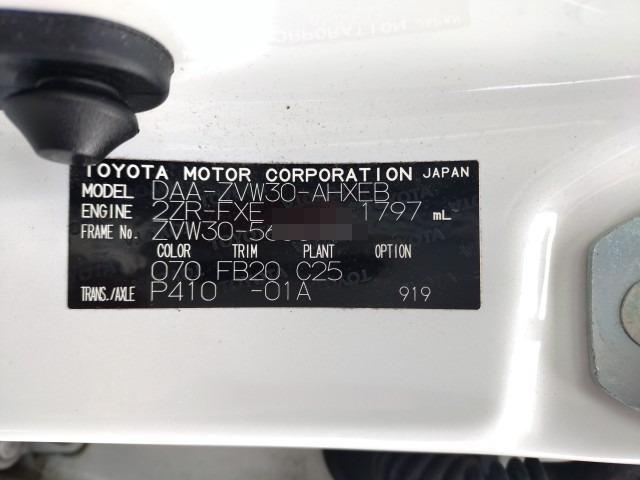 TOYOTA MOTOR CORPORATION JAPAN
MODEL DAA-ZVW30-AHXEB
ENGINE 2ZR-FXE 1797 mL
FRAME No. ZVW30-56
COLOR TRIM PLANT OPTION
070 FB20 C25
TRANS./AXLE P410 -01A 919